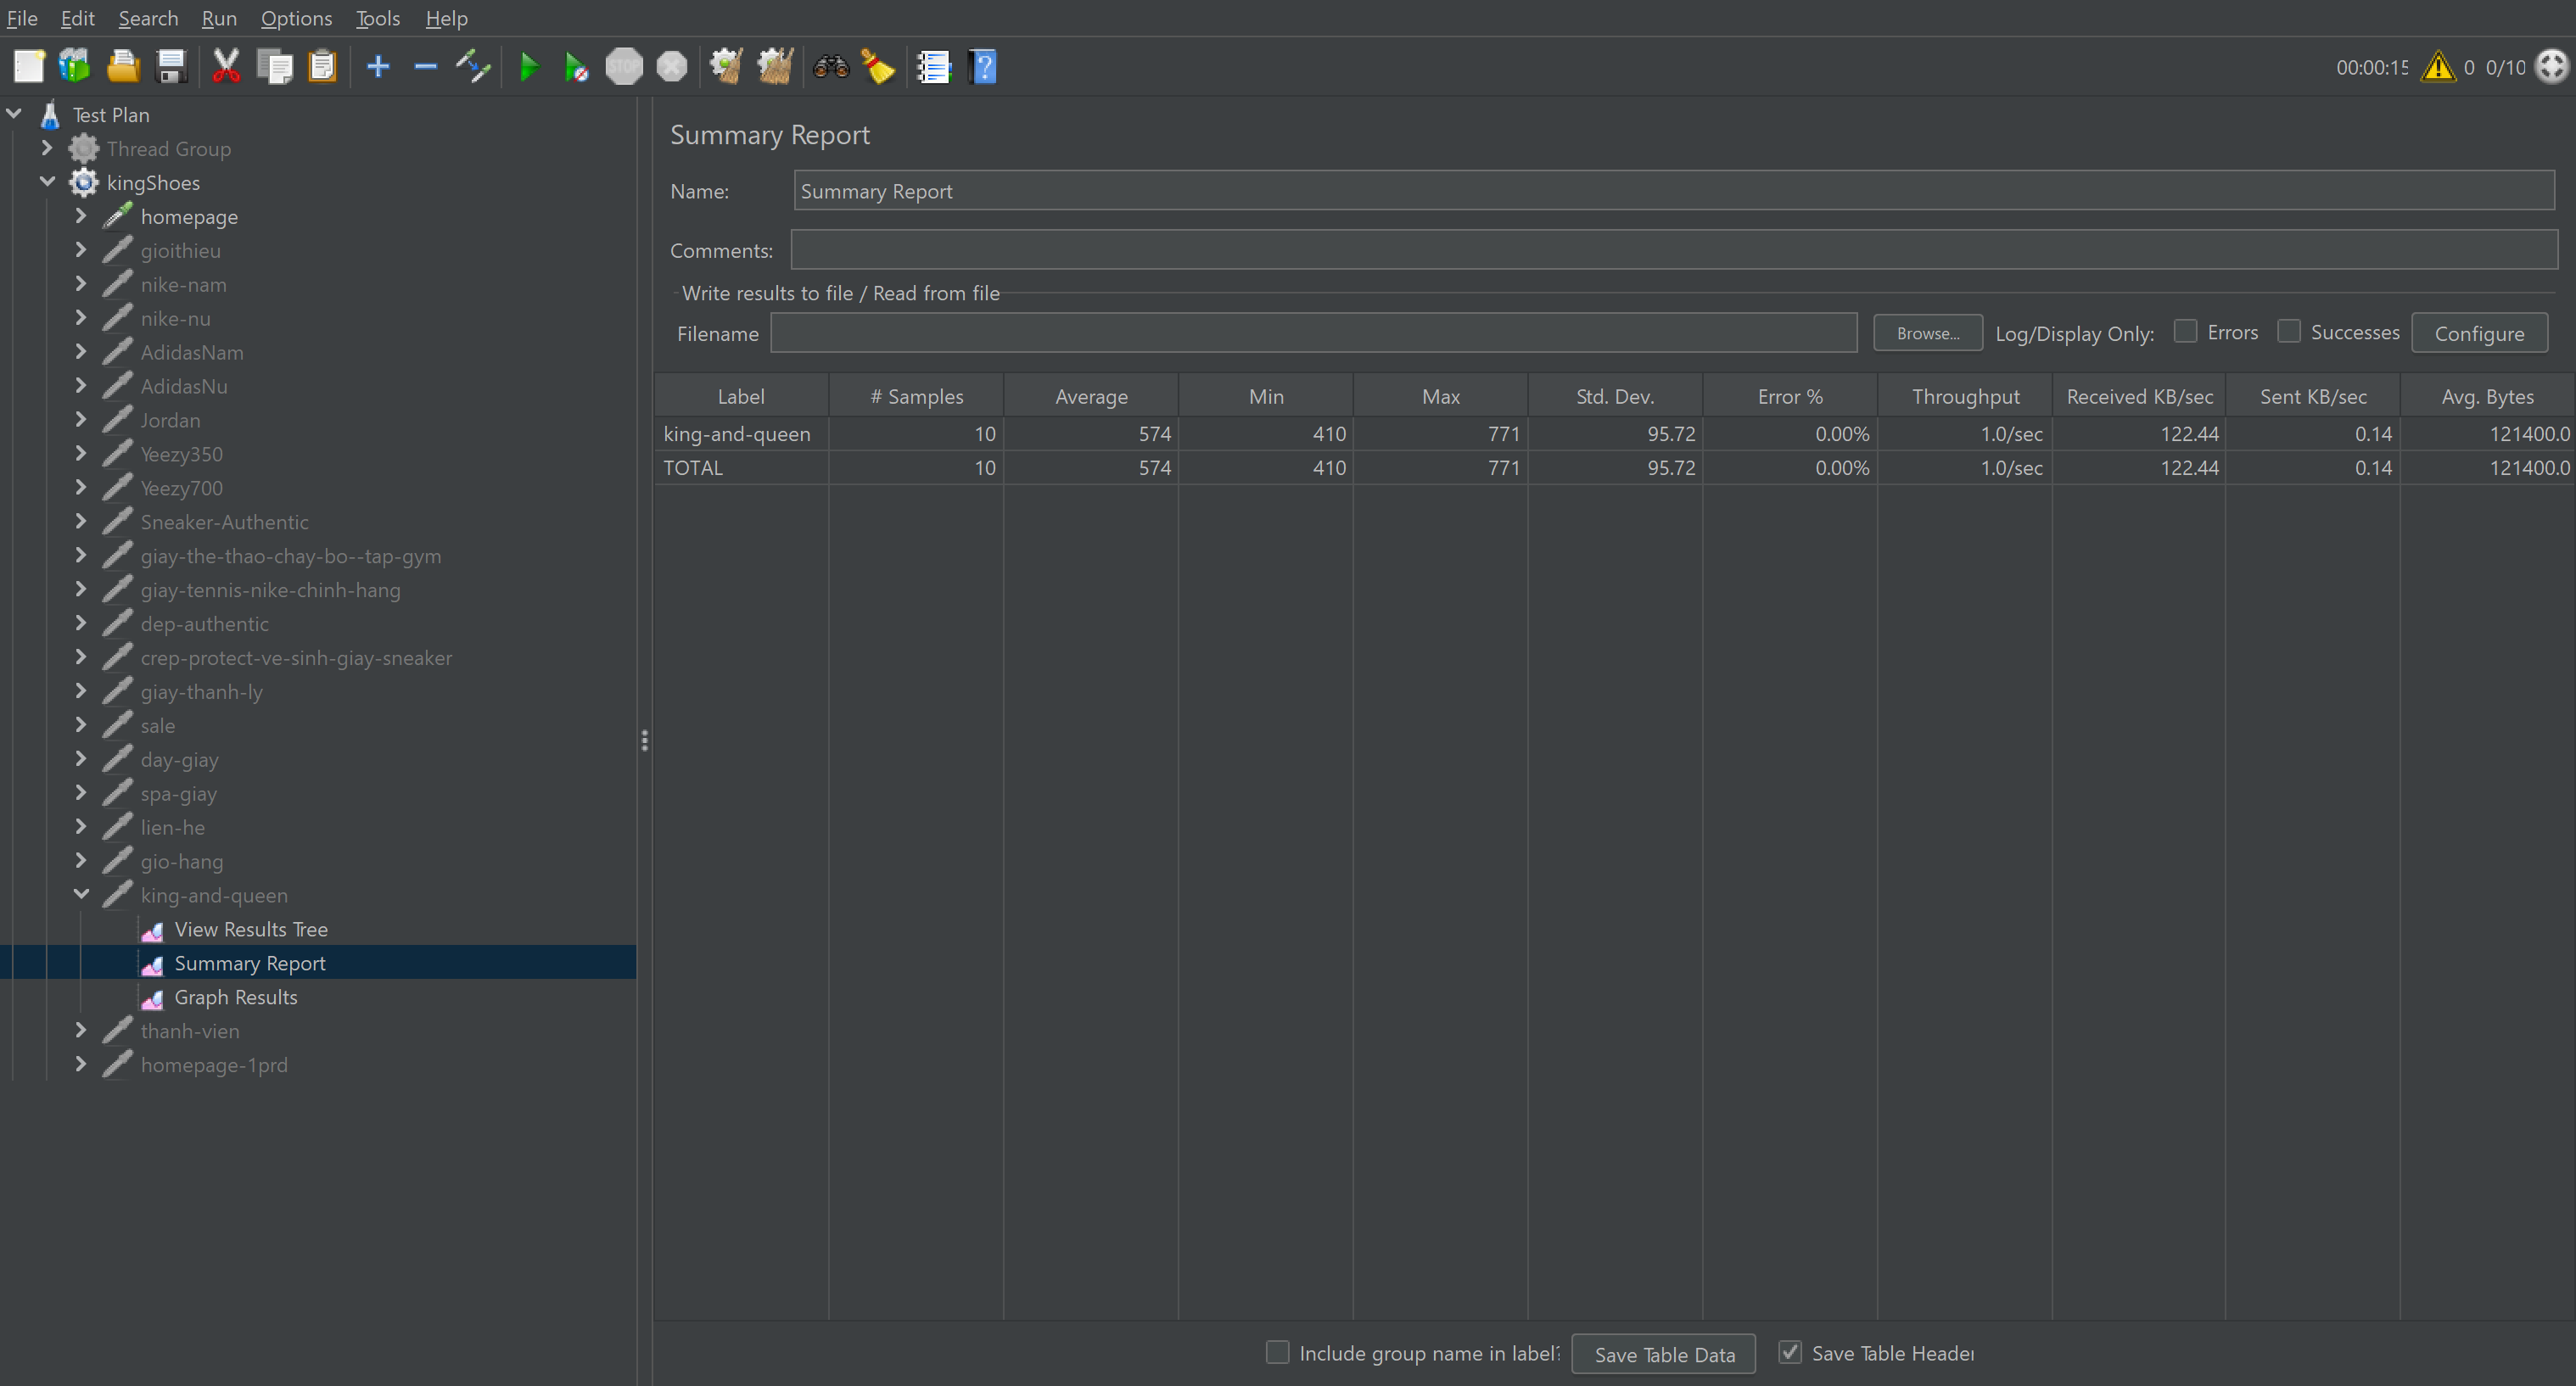 File Edit Search Run Options Tools Help
STOP ? 00:00:15 0 0/10
Test Plan
Thread Group
kingShoes
homepage
gioithieu
nike-nam
nike-nu
AdidasNam
AdidasNu
Jordan
Yeezy350
Yeezy700
Sneaker-Authentic
giay-the-thao-chay-bo--tap-gym
giay-tennis-nike-chinh-hang
dep-authentic
crep-protect-ve-sinh-giay-sneaker
giay-thanh-ly
sale
day-giay
spa-giay
lien-he
gio-hang
king-and-queen
View Results Tree
Summary Report
Graph Results
thanh-vien
homepage-1prd
Summary Report
Name: Summary Report
Comments:
Write results to file / Read from file
Filename Browse... Log/Display Only: Errors Successes Configure
Label # Samples Average Min Max Std. Dev. Error % Throughput Received KB/sec Sent KB/sec Avg. Bytes
king-and-queen 10 574 410 771 95.72 0.00% 1.0/sec 122.44 0.14 121400.0
TOTAL 10 574 410 771 95.72 0.00% 1.0/sec 122.44 0.14 121400.0
Include group name in label? Save Table Data Save Table Header